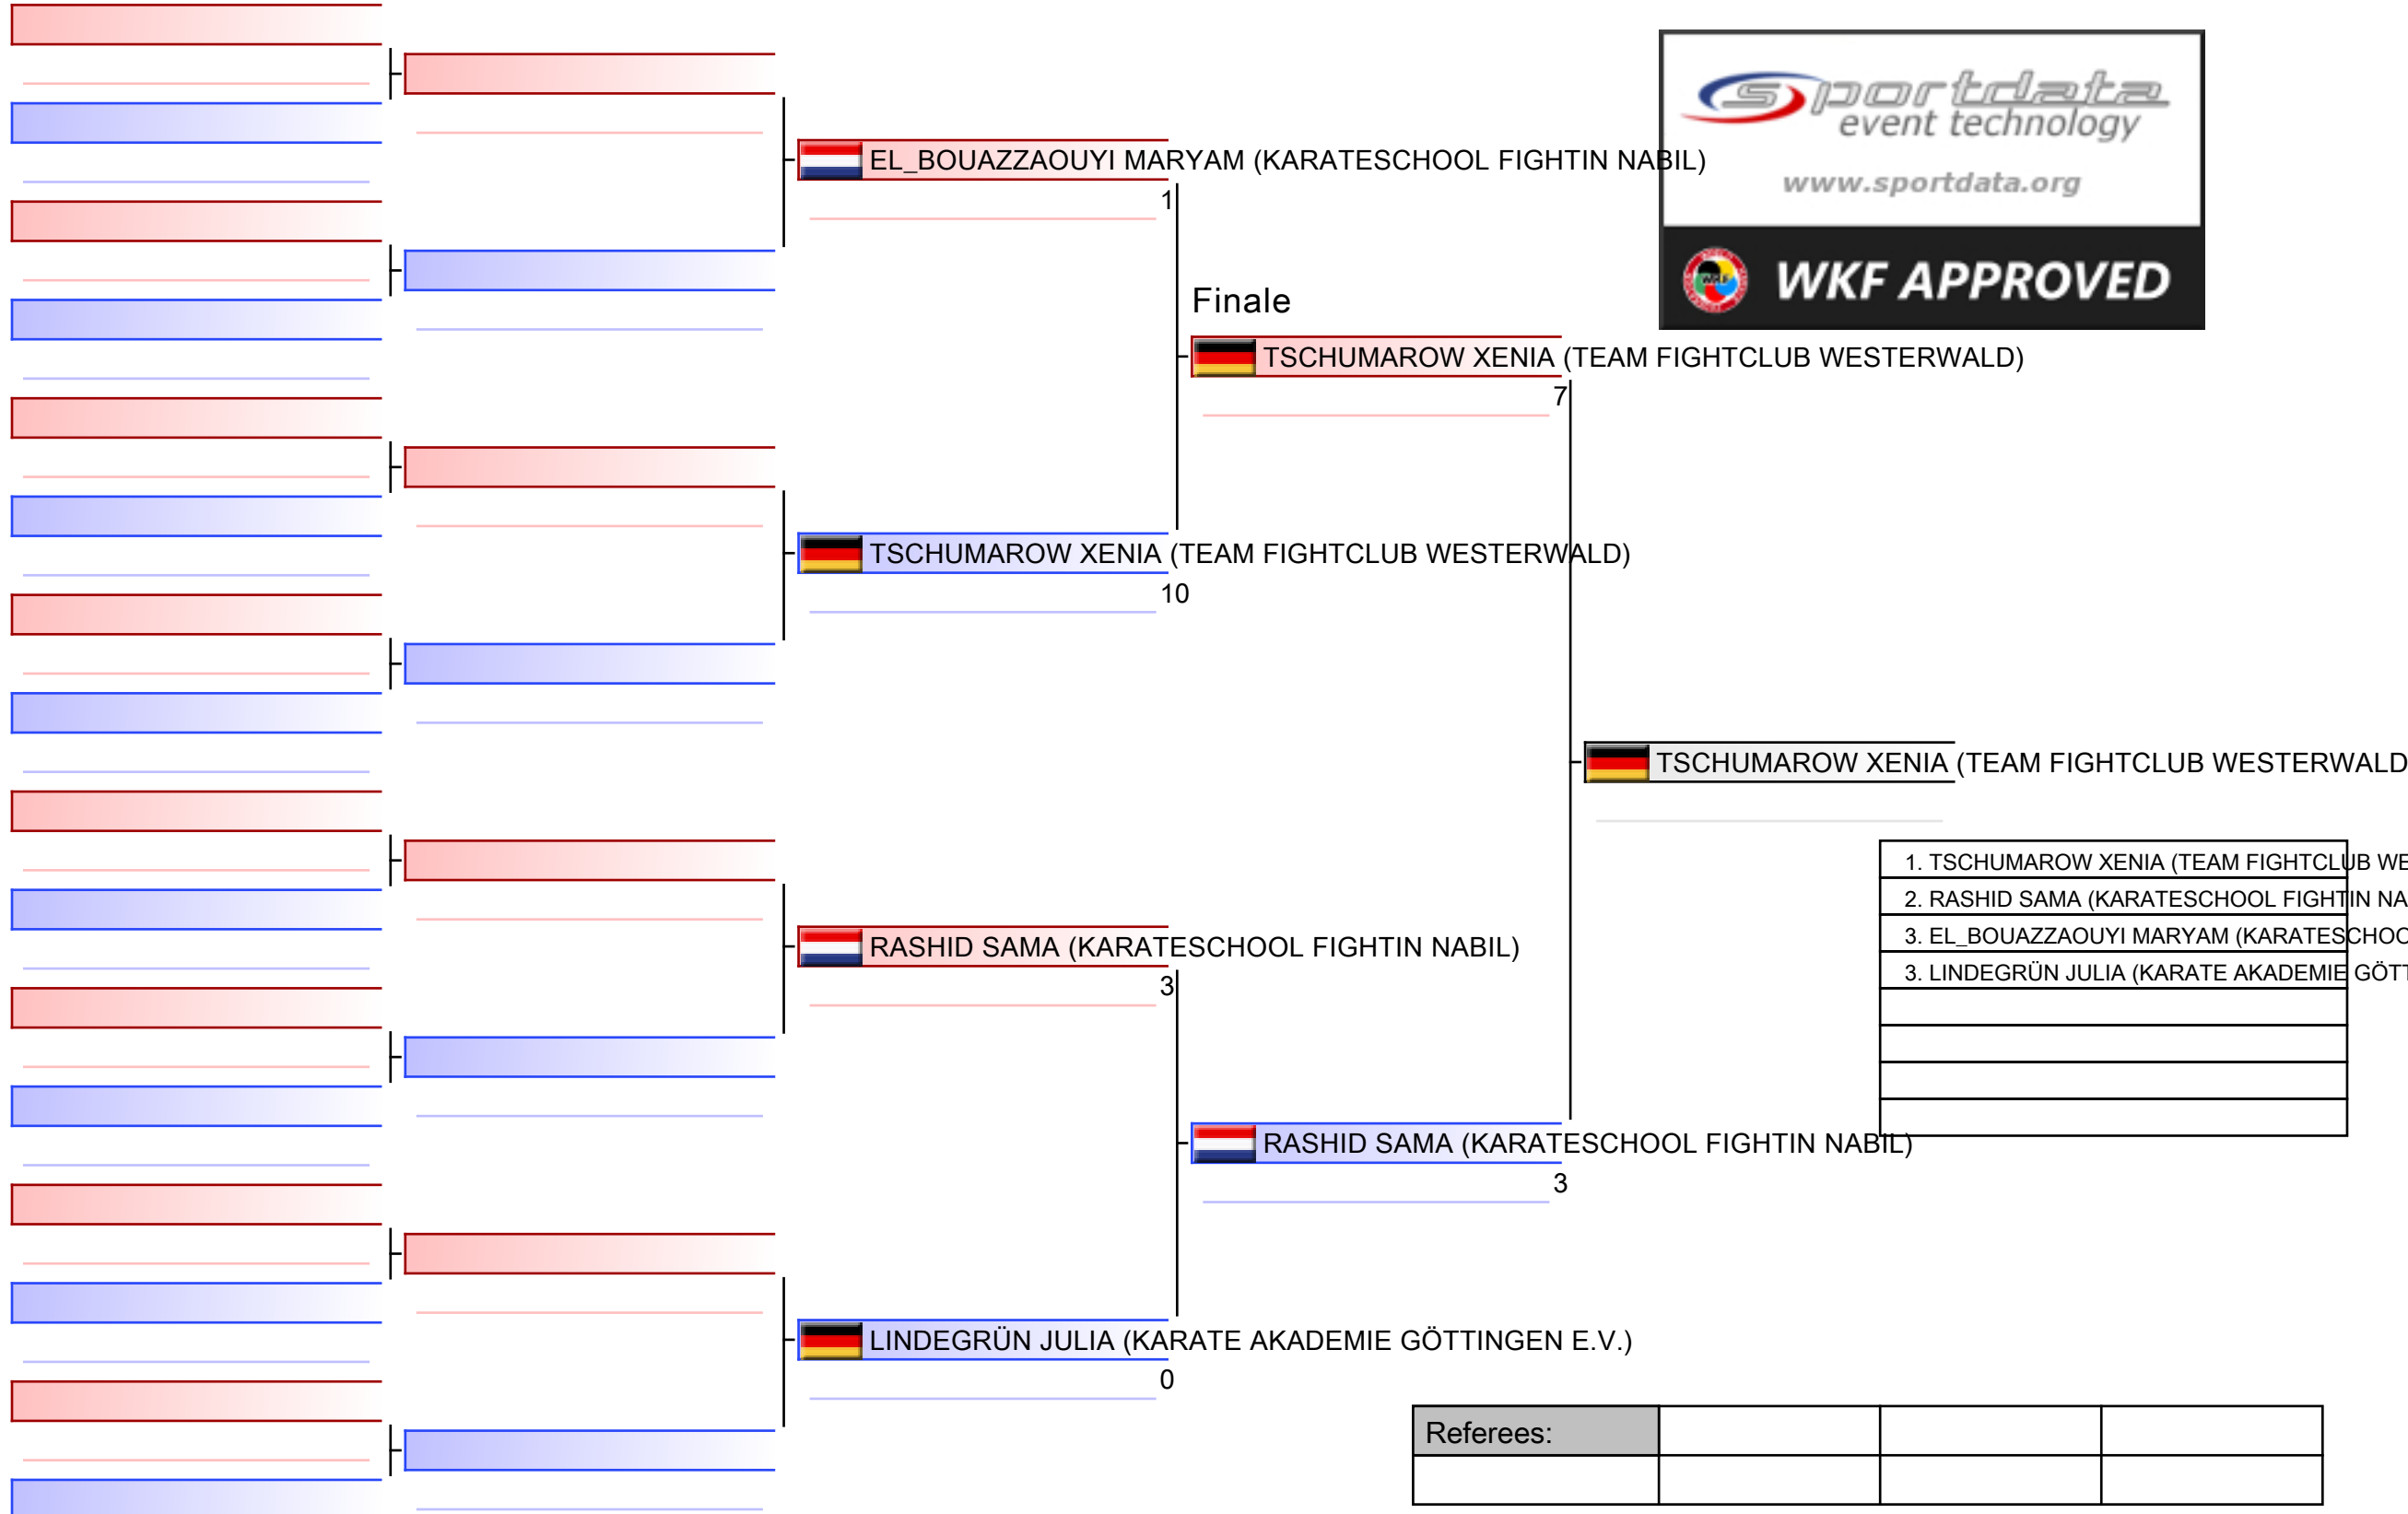 sportdata
event technology
www.sportdata.org
WKF APPROVED
EL_BOUAZZAOUYI MARYAM (KARATESCHOOL FIGHTIN NABIL)
1
Finale
TSCHUMAROW XENIA (TEAM FIGHTCLUB WESTERWALD)
7
TSCHUMAROW XENIA (TEAM FIGHTCLUB WESTERWALD)
10
TSCHUMAROW XENIA (TEAM FIGHTCLUB WESTERWALD
1. TSCHUMAROW XENIA (TEAM FIGHTCLUB WE
2. RASHID SAMA (KARATESCHOOL FIGHTIN NA
3. EL_BOUAZZAOUYI MARYAM (KARATESCHOO
3. LINDEGRÜN JULIA (KARATE AKADEMIE GÖTT
RASHID SAMA (KARATESCHOOL FIGHTIN NABIL)
3
RASHID SAMA (KARATESCHOOL FIGHTIN NABIL)
3
LINDEGRÜN JULIA (KARATE AKADEMIE GÖTTINGEN E.V.)
0
Referees: